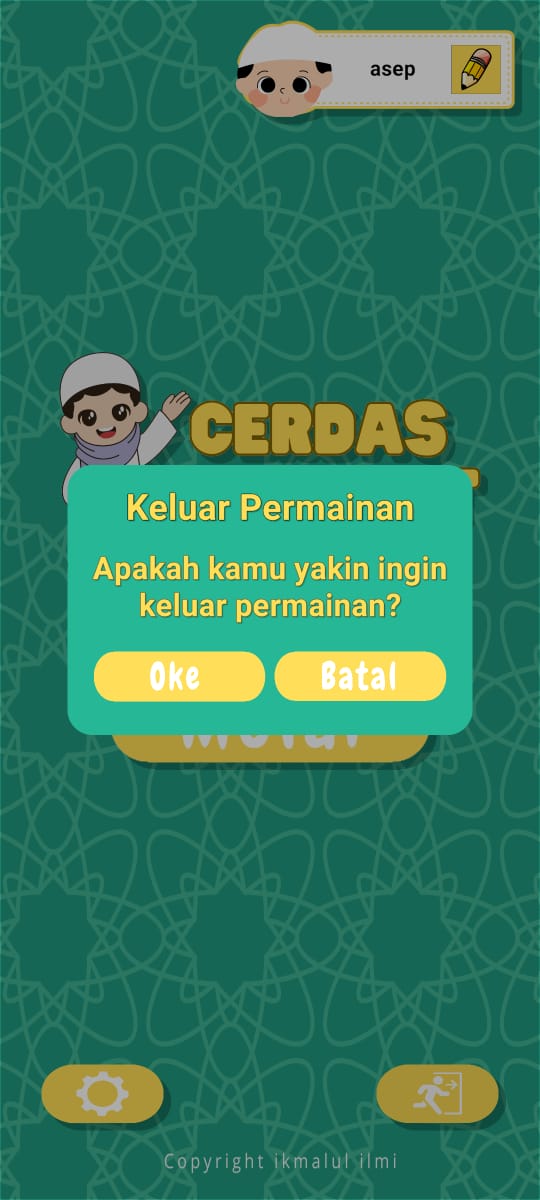 asep
CERDAS
Keluar Permainan
Apakah kamu yakin ingin
keluar permainan?
Oke
Batal
Copyright ikmalul ilmi